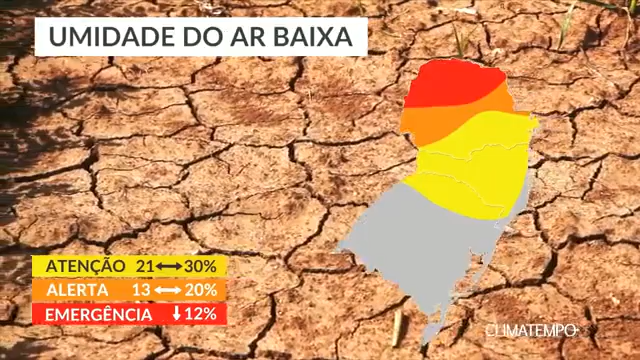 UMIDADE DO AR BAIXA
ATENÇÃO 21↔30%
ALERTA 13↔20%
EMERGÊNCIA ↓12%
CLIMATEMPO